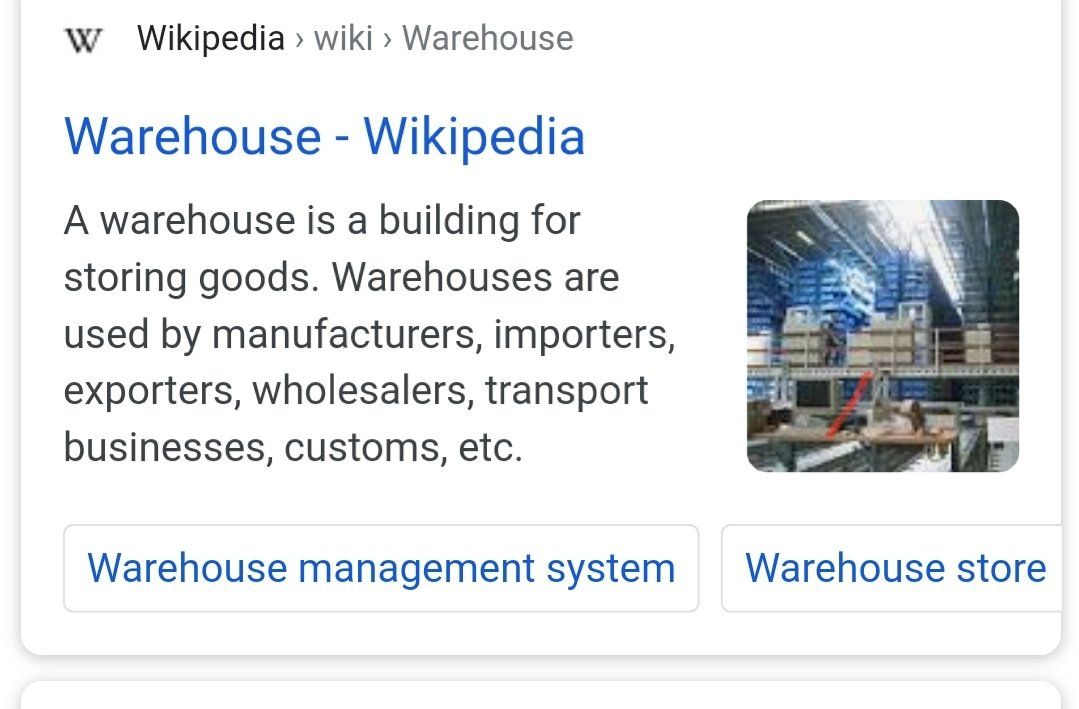 W Wikipedia › wiki › Warehouse
Warehouse - Wikipedia
A warehouse is a building for
storing goods. Warehouses are
used by manufacturers, importers,
exporters, wholesalers, transport
businesses, customs, etc.
Warehouse management system
Warehouse store